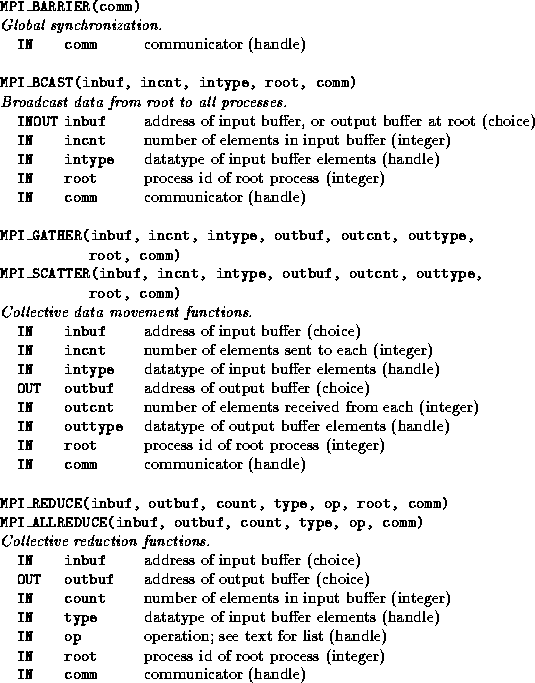 MPI_BARRIER(comm)
Global synchronization.
IN comm communicator (handle)
MPI_BCAST(inbuf, incnt, intype, root, comm)
Broadcast data from root to all processes.
INOUT inbuf address of input buffer, or output buffer at root (choice)
IN incnt number of elements in input buffer (integer)
IN intype datatype of input buffer elements (handle)
IN root process id of root process (integer)
IN comm communicator (handle)
MPI_GATHER(inbuf, incnt, intype, outbuf, outcnt, outtype,
root, comm)
MPI_SCATTER(inbuf, incnt, intype, outbuf, outcnt, outtype,
root, comm)
Collective data movement functions.
IN inbuf address of input buffer (choice)
IN incnt number of elements sent to each (integer)
IN intype datatype of input buffer elements (handle)
OUT outbuf address of output buffer (choice)
IN outcnt number of elements received from each (integer)
IN outtype datatype of output buffer elements (handle)
IN root process id of root process (integer)
IN comm communicator (handle)
MPI_REDUCE(inbuf, outbuf, count, type, op, root, comm)
MPI_ALLREDUCE(inbuf, outbuf, count, type, op, comm)
Collective reduction functions.
IN inbuf address of input buffer (choice)
OUT outbuf address of output buffer (choice)
IN count number of elements in input buffer (integer)
IN type datatype of input buffer elements (handle)
IN op operation; see text for list (handle)
IN root process id of root process (integer)
IN comm communicator (handle)